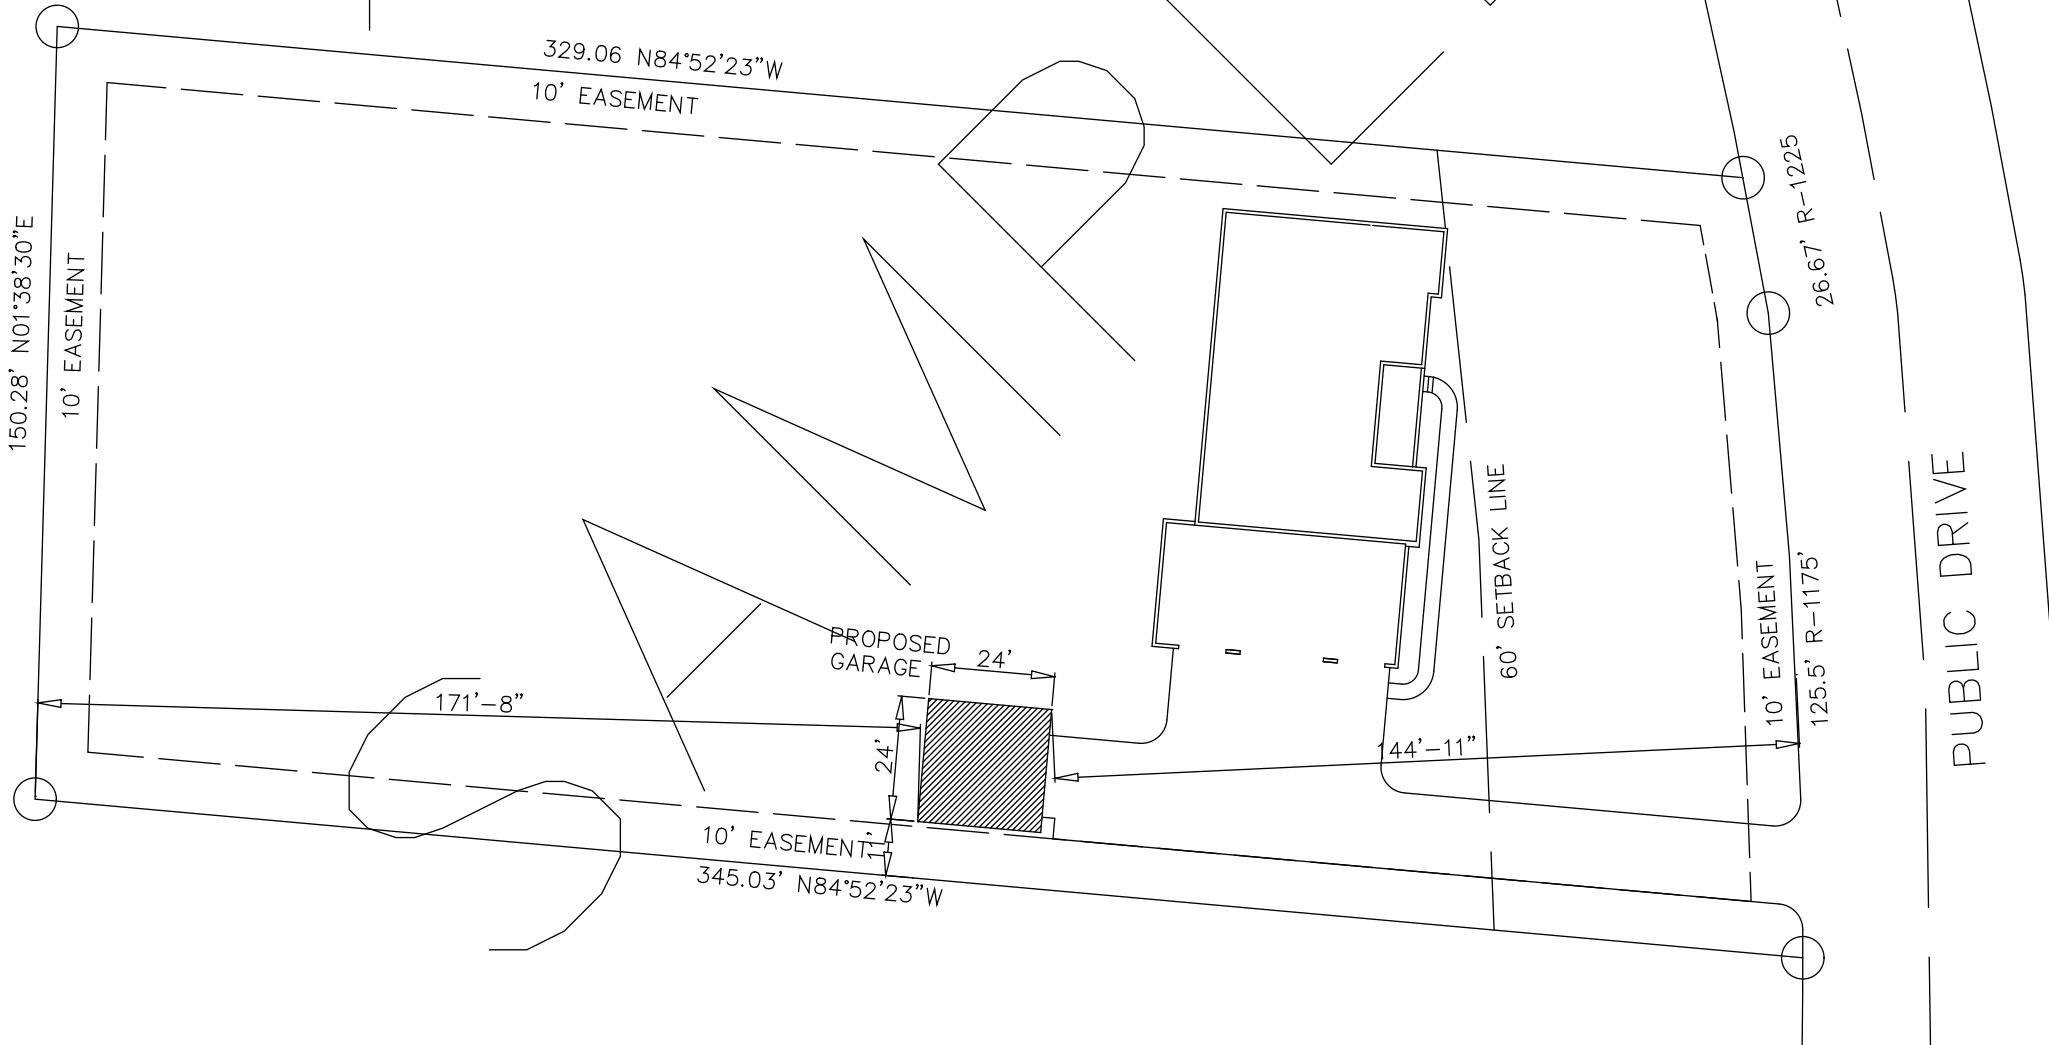 329.06 N84°52'23"W
10' EASEMENT
26.67' R-1225
150.28' N01°38'30"E
10' EASEMENT
60' SETBACK LINE
PUBLIC DRIVE
10' EASEMENT
125.5' R-1175'
PROPOSED
GARAGE
24'
171'-8"
24'
144'-11"
10' EASEMENT
11'
345.03' N84°52'23"W